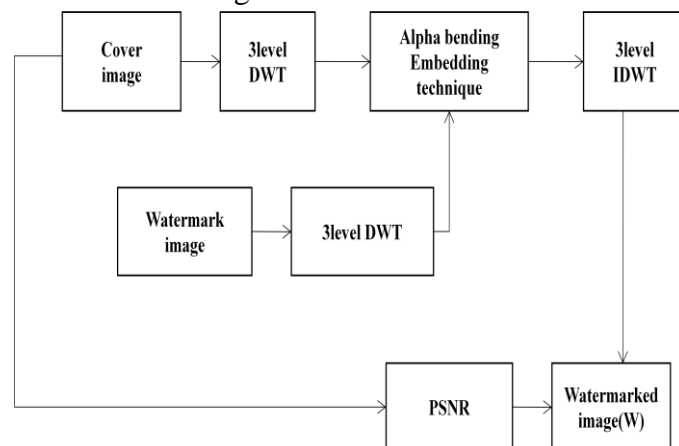 Cover
image
3level
DWT
Alpha bending
Embedding
technique
3level
IDWT
Watermark
image
3level DWT
PSNR
Watermarked
image(W)